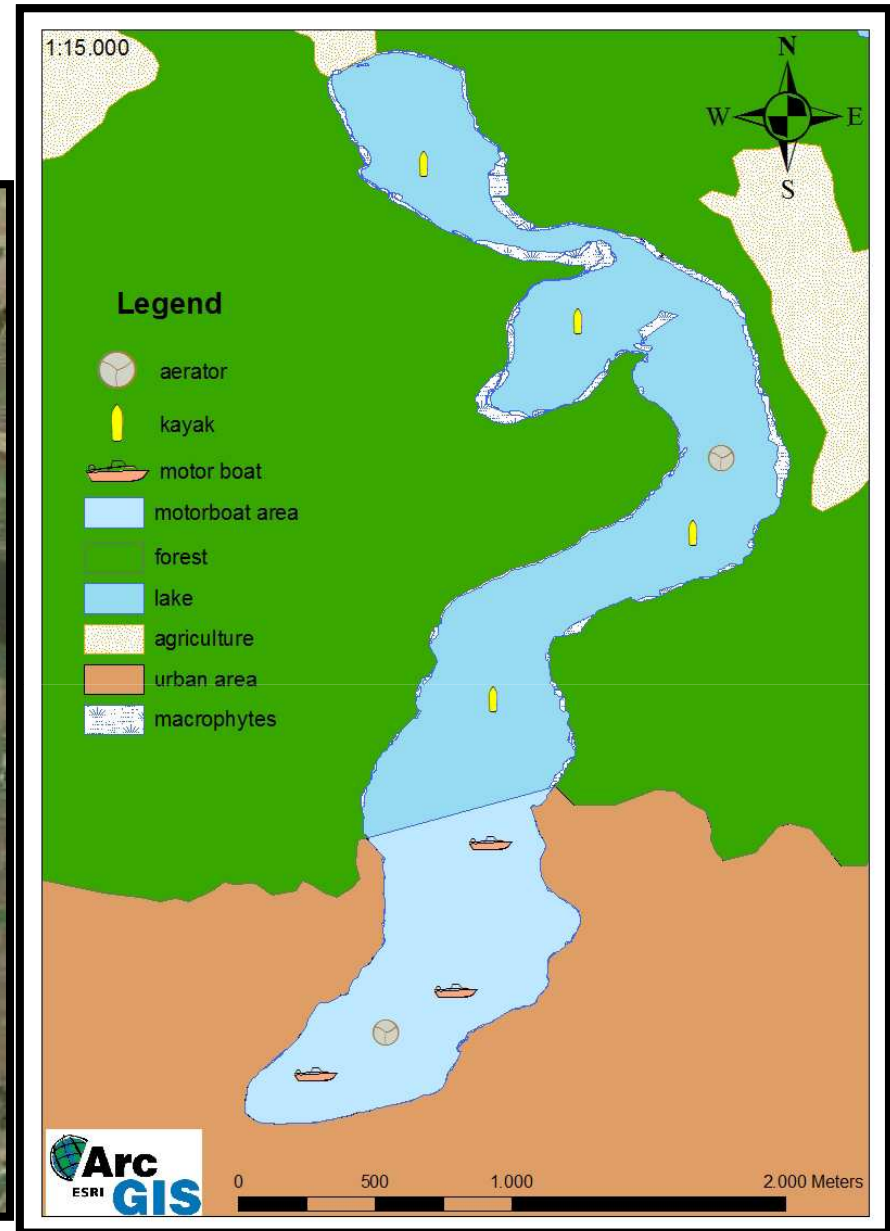 1:15.000
N
W E
S
Legend
aerator
kayak
motor boat
motorboat area
forest
lake
agriculture
urban area
macrophytes
Arc
ESRI GIS
0 500 1.000 2.000 Meters